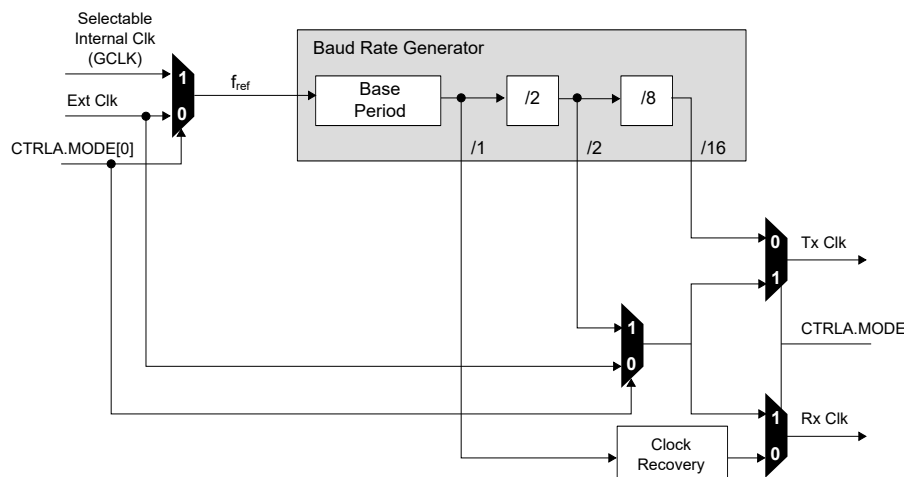 Selectable
Internal Clk
(GCLK)
Baud Rate Generator
1
fref
Base
Period
/2
/8
Ext Clk
0
CTRLA.MODE[0]
/1
/2
/16
0
Tx Clk
1
1
CTRLA.MODE
0
1
Rx Clk
Clock
Recovery
0